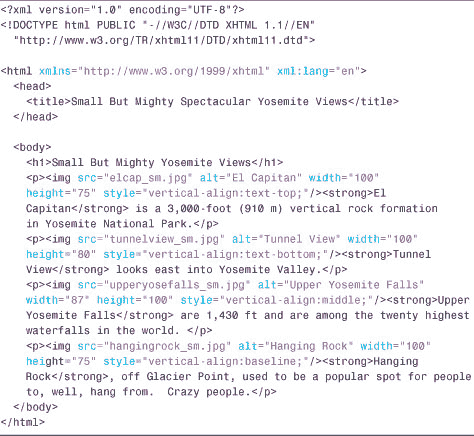 <?xml version="1.0" encoding="UTF-8"?>
<!DOCTYPE html PUBLIC "-//W3C//DTD XHTML 1.1//EN"
"http://www.w3.org/TR/xhtml11/DTD/xhtml11.dtd">
<html xmlns="http://www.w3.org/1999/xhtml" xml:lang="en">
<head>
<title>Small But Mighty Spectacular Yosemite Views</title>
</head>
<body>
<h1>Small But Mighty Yosemite Views</h1>
<p><img src="elcap_sm.jpg" alt="El Capitan" width="100"
height="75" style="vertical-align:text-top;"/><strong>El
Capitan</strong> is a 3,000-foot (910 m) vertical rock formation
in Yosemite National Park.</p>
<p><img src="tunnelview_sm.jpg" alt="Tunnel View" width="100"
height="80" style="vertical-align:text-bottom;"/><strong>Tunnel
View</strong> looks east into Yosemite Valley.</p>
<p><img src="upperyosefalls_sm.jpg" alt="Upper Yosemite Falls"
width="87" height="100" style="vertical-align:middle;"/><strong>Upper
Yosemite Falls</strong> are 1,430 ft and are among the twenty highest
waterfalls in the world. </p>
<p><img src="hangingrock_sm.jpg" alt="Hanging Rock" width="100"
height="75" style="vertical-align:baseline;"/><strong>Hanging
Rock</strong>, off Glacier Point, used to be a popular spot for people
to, well, hang from.  Crazy people.</p>
</body>
</html>